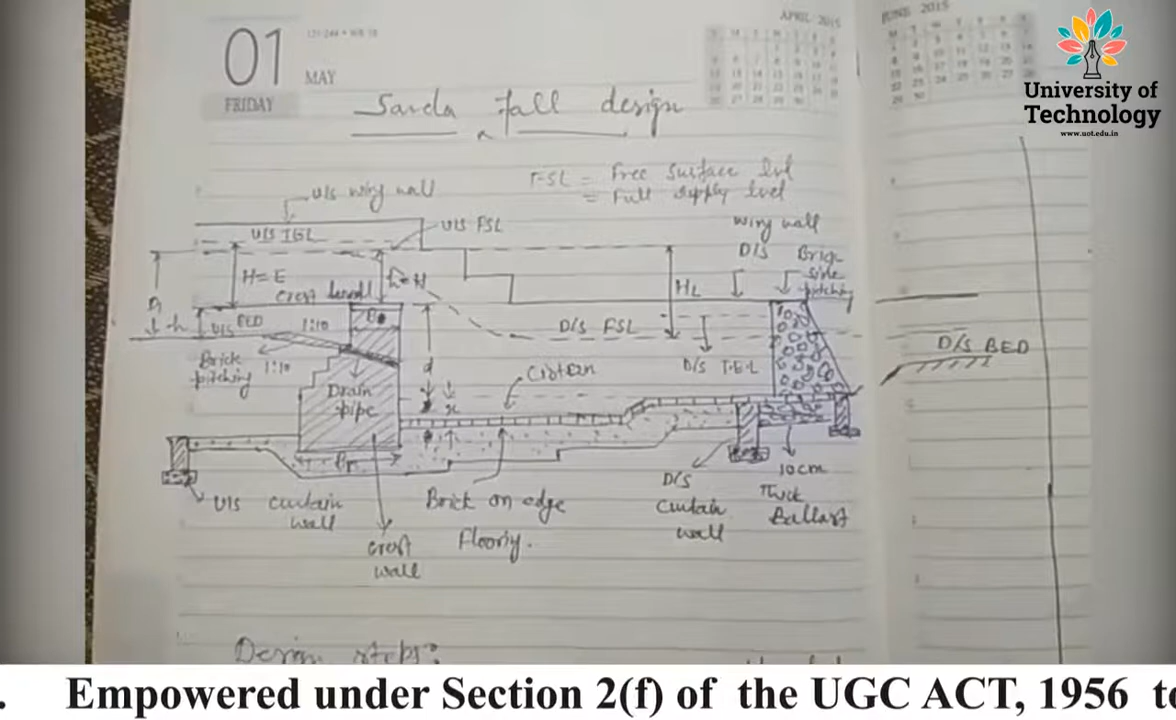 01
MAY
FRIDAY
APRIL 2015
JUNE 2015
University of
Technology
www.uot.edu.in
Sarda fall design
FSL = Free Surface lvl
= Full supply level
U/S wing wall
U/S TEL
U/S FSL
wing wall
D/S
Brick
side
pitching
H=E
Crest level
HL
D1
h
U/S BED
1:10
D/S FSL
D/S BED
Brick
pitching
1:10
d
Cistern
D/S T.E.L
Drain
pipe
x
U/S curtain
wall
Brick on edge
Flooring.
Crest
wall
D/S
curtain
wall
10cm
Thick
Ballast
Design steps:
Empowered under Section 2(f) of the UGC ACT, 1956